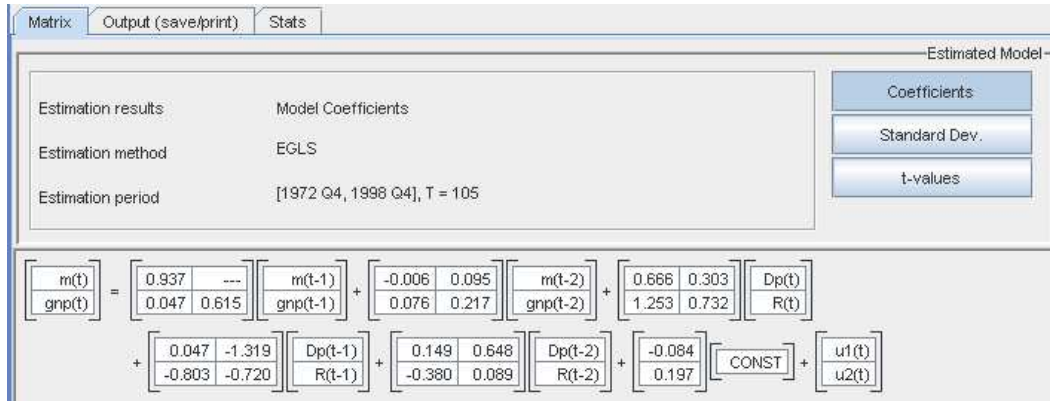 Matrix Output (save/print) Stats
Estimated Model
Estimation results Model Coefficients
Coefficients
Estimation method EGLS
Standard Dev.
Estimation period [1972 Q4, 1998 Q4], T = 105
t-values
m(t) 0.937 --- m(t-1) -0.006 0.095 m(t-2) 0.666 0.303 Dp(t)
= + +
gnp(t) 0.047 0.615 gnp(t-1) 0.076 0.217 gnp(t-2) 1.253 0.732 R(t)
0.047 -1.319 Dp(t-1) 0.149 0.648 Dp(t-2) -0.084 u1(t)
+ + + CONST +
-0.803 -0.720 R(t-1) -0.380 0.089 R(t-2) 0.197 u2(t)